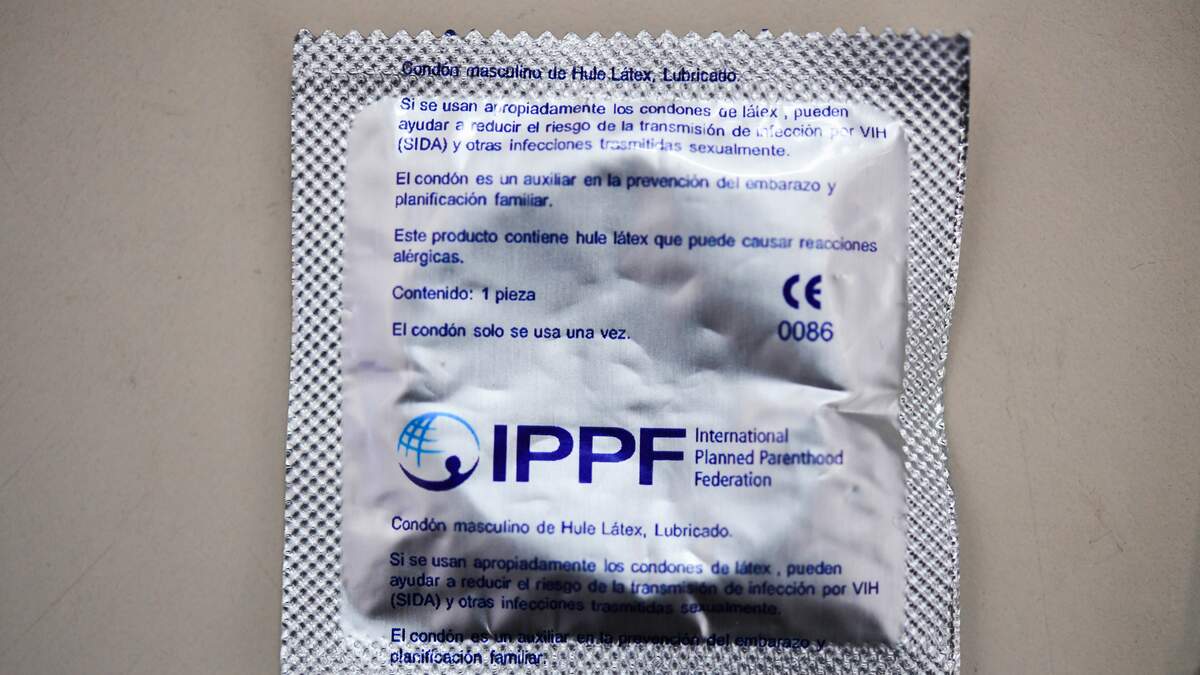 Condón masculino de Hule Látex, Lubricado.
Si se usan apropiadamente los condones de látex , pueden
ayudar a reducir el riesgo de la transmisión de infección por VIH
(SIDA) y otras infecciones trasmitidas sexualmente.
El condón es un auxiliar en la prevención del embarazo y
planificación familiar.
Este producto contiene hule látex que puede causar reacciones
alérgicas.
Contenido: 1 pieza
CE
0086
El condón solo se usa una vez.
IPPF
International
Planned Parenthood
Federation
Condón masculino de Hule Látex, Lubricado.
Si se usan apropiadamente los condones de látex , pueden
ayudar a reducir el riesgo de la transmisión de infección por VIH
(SIDA) y otras infecciones trasmitidas sexualmente.
El condón es un auxiliar en la prevención del embarazo y
planificación familiar.